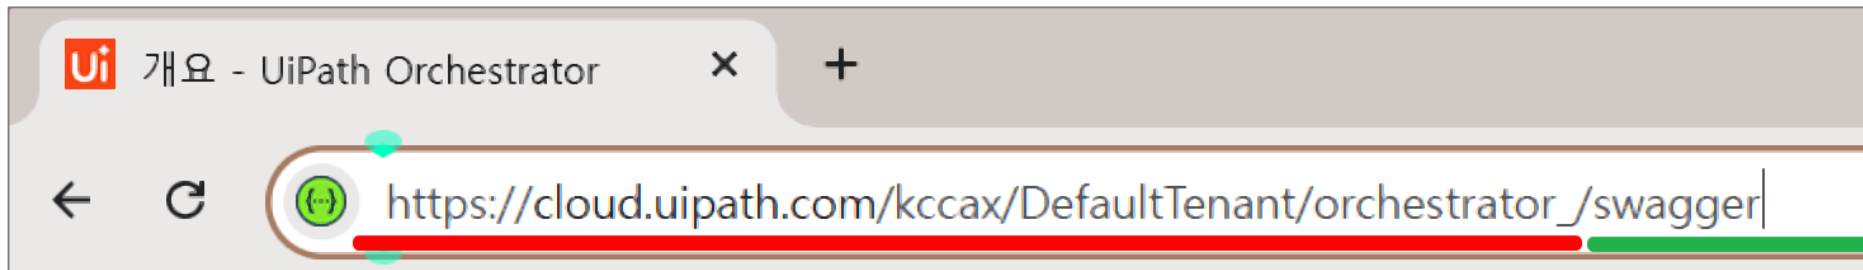 Ui 개요 - UiPath Orchestrator
https://cloud.uipath.com/kccax/DefaultTenant/orchestrator_/swagger